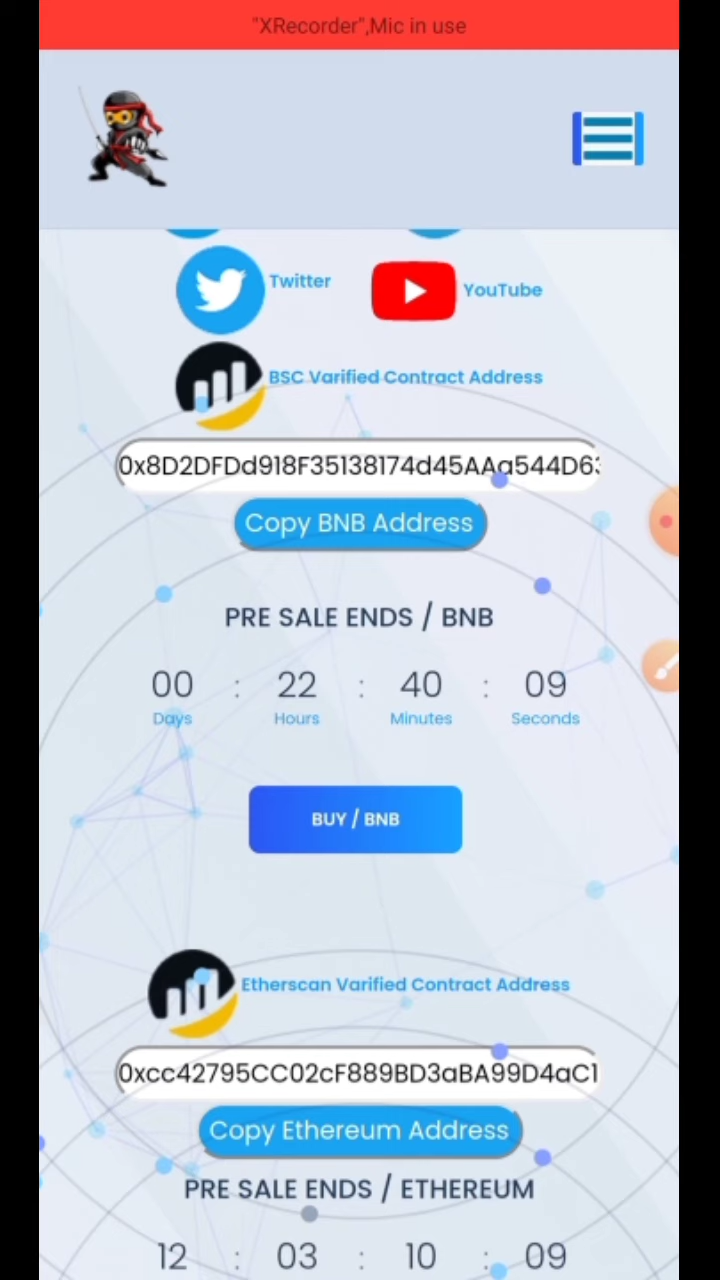 "XRecorder",Mic in use
Twitter
YouTube
BSC Varified Contract Address
0x8D2DFDd918F35138174d45AAa544D63
Copy BNB Address
PRE SALE ENDS / BNB
00 : 22 : 40 : 09
Days Hours Minutes Seconds
BUY / BNB
Etherscan Varified Contract Address
0xcc42795CC02cF889BD3aBA99D4aC1
Copy Ethereum Address
PRE SALE ENDS / ETHEREUM
12 : 03 : 10 : 09